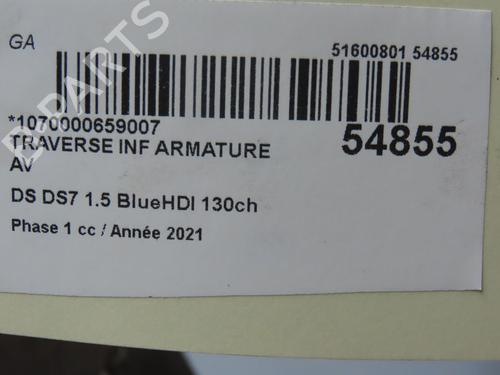 GA
51600801 54855
*1070000659007
54855
TRAVERSE INF ARMATURE
AV
DS DS7 1.5 BlueHDI 130ch
Phase 1 cc / Année 2021
B-PARTS